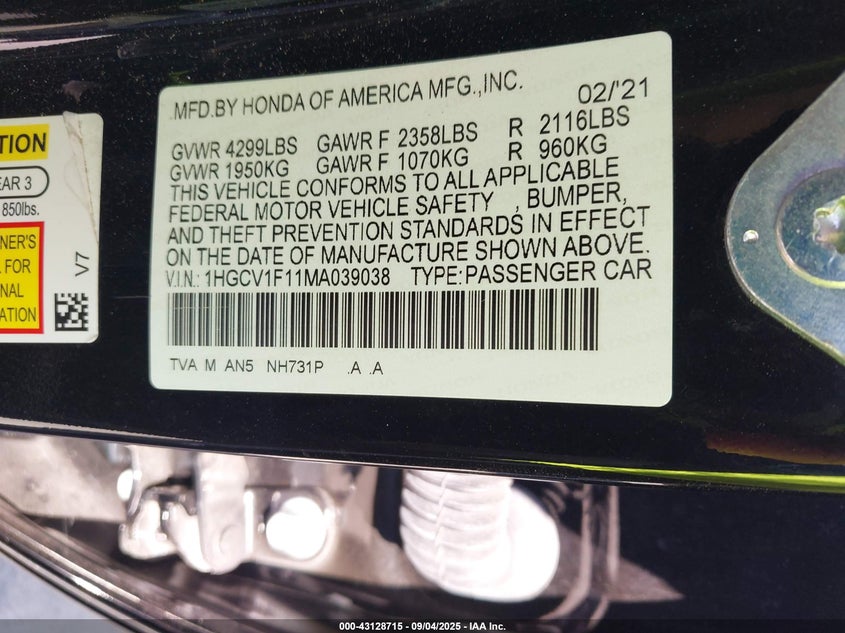 TION
EAR 3
850lbs.
NER'S
L FOR
NAL
ATION
V7
MFD.BY HONDA OF AMERICA MFG.,INC. 02/'21
GVWR 4299LBS GAWR F 2358LBS R 2116LBS
GVWR 1950KG GAWR F 1070KG R 960KG
THIS VEHICLE CONFORMS TO ALL APPLICABLE
FEDERAL MOTOR VEHICLE SAFETY , BUMPER,
AND THEFT PREVENTION STANDARDS IN EFFECT
ON THE DATE OF MANUFACTURE SHOWN ABOVE.
V.I.N.: 1HGCV1F11MA039038 TYPE:PASSENGER CAR
TVA M AN5 NH731P .A .A
000-43128715 - 09/04/2025 - IAA Inc.